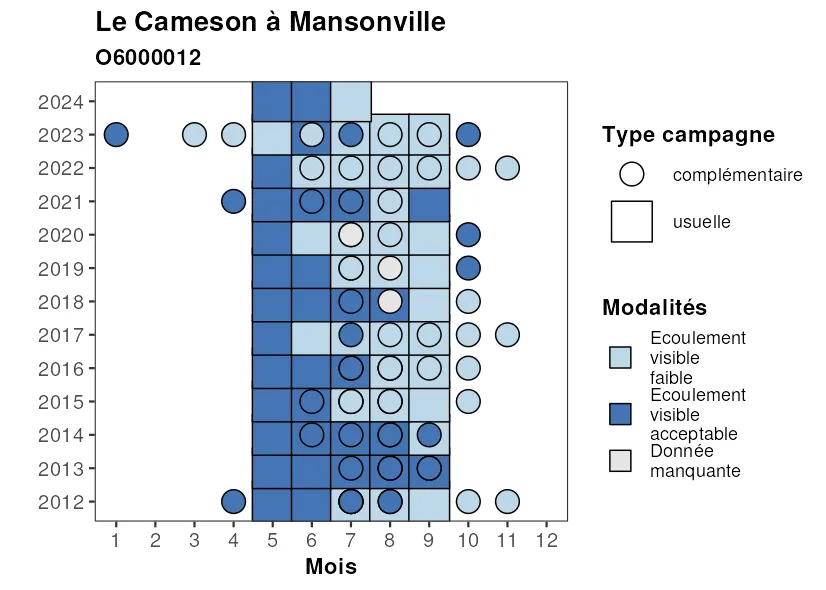 Le Cameson à Mansonville
O6000012
2024
2023
2022
2021
2020
2019
2018
2017
2016
2015
2014
2013
2012
1 2 3 4 5 6 7 8 9 10 11 12
Mois
Type campagne
complémentaire
usuelle
Modalités
Ecoulement
visible
faible
Ecoulement
visible
acceptable
Donnée
manquante